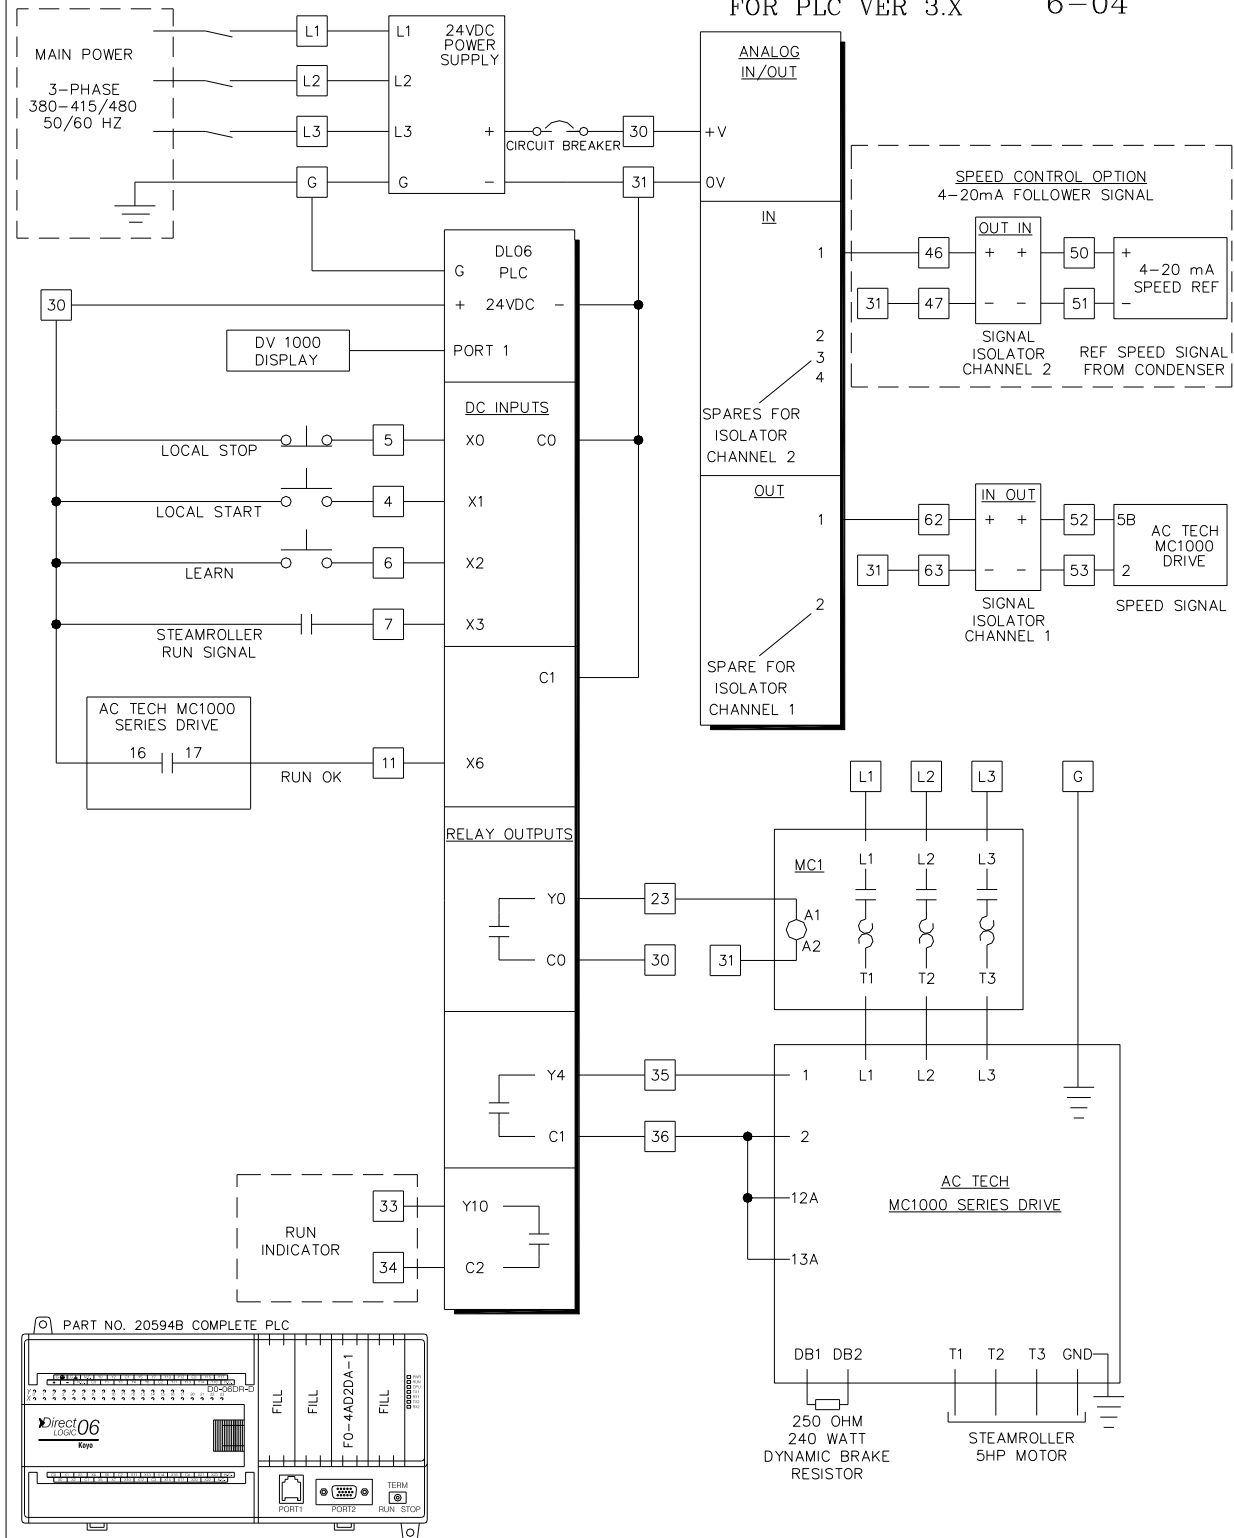 FOR PLC VER 3.X 6-04
MAIN POWER
3-PHASE
380-415/480
50/60 HZ
L1
L2
L3
G
L1
L2
L3
G
24VDC
POWER
SUPPLY
+
-
CIRCUIT BREAKER
30
31
ANALOG
IN/OUT
+V
0V
IN
1
2
3
4
SPARES FOR
ISOLATOR
CHANNEL 2
OUT
1
2
SPARE FOR
ISOLATOR
CHANNEL 1
SPEED CONTROL OPTION
4-20mA FOLLOWER SIGNAL
46
31
47
OUT IN
+ +
- -
50
51
+
4-20 mA
SPEED REF
-
SIGNAL
ISOLATOR
CHANNEL 2
REF SPEED SIGNAL
FROM CONDENSER
62
31
63
IN OUT
+ +
- -
52
53
5B
2
AC TECH
MC1000
DRIVE
SIGNAL
ISOLATOR
CHANNEL 1
SPEED SIGNAL
DL06
G PLC
30
+ 24VDC -
DV 1000
DISPLAY
PORT 1
DC INPUTS
LOCAL STOP
5
X0
C0
LOCAL START
4
X1
LEARN
6
X2
STEAMROLLER
RUN SIGNAL
7
X3
C1
AC TECH MC1000
SERIES DRIVE
16 17
RUN OK
11
X6
RELAY OUTPUTS
Y0
23
C0
30
31
Y4
35
C1
36
RUN
INDICATOR
33
34
Y10
C2
L1
L2
L3
G
MC1
A1
A2
L1
L2
L3
T1
T2
T3
1
2
12A
13A
L1
L2
L3
AC TECH
MC1000 SERIES DRIVE
DB1 DB2
T1 T2 T3 GND
250 OHM
240 WATT
DYNAMIC BRAKE
RESISTOR
STEAMROLLER
5HP MOTOR
PART NO. 20594B COMPLETE PLC
D0-06DR-D
Direct
LOGIC 06
Koyo
FILL
FILL
F0-4AD2DA-1
FILL
PORT1
PORT2
TERM
RUN STOP